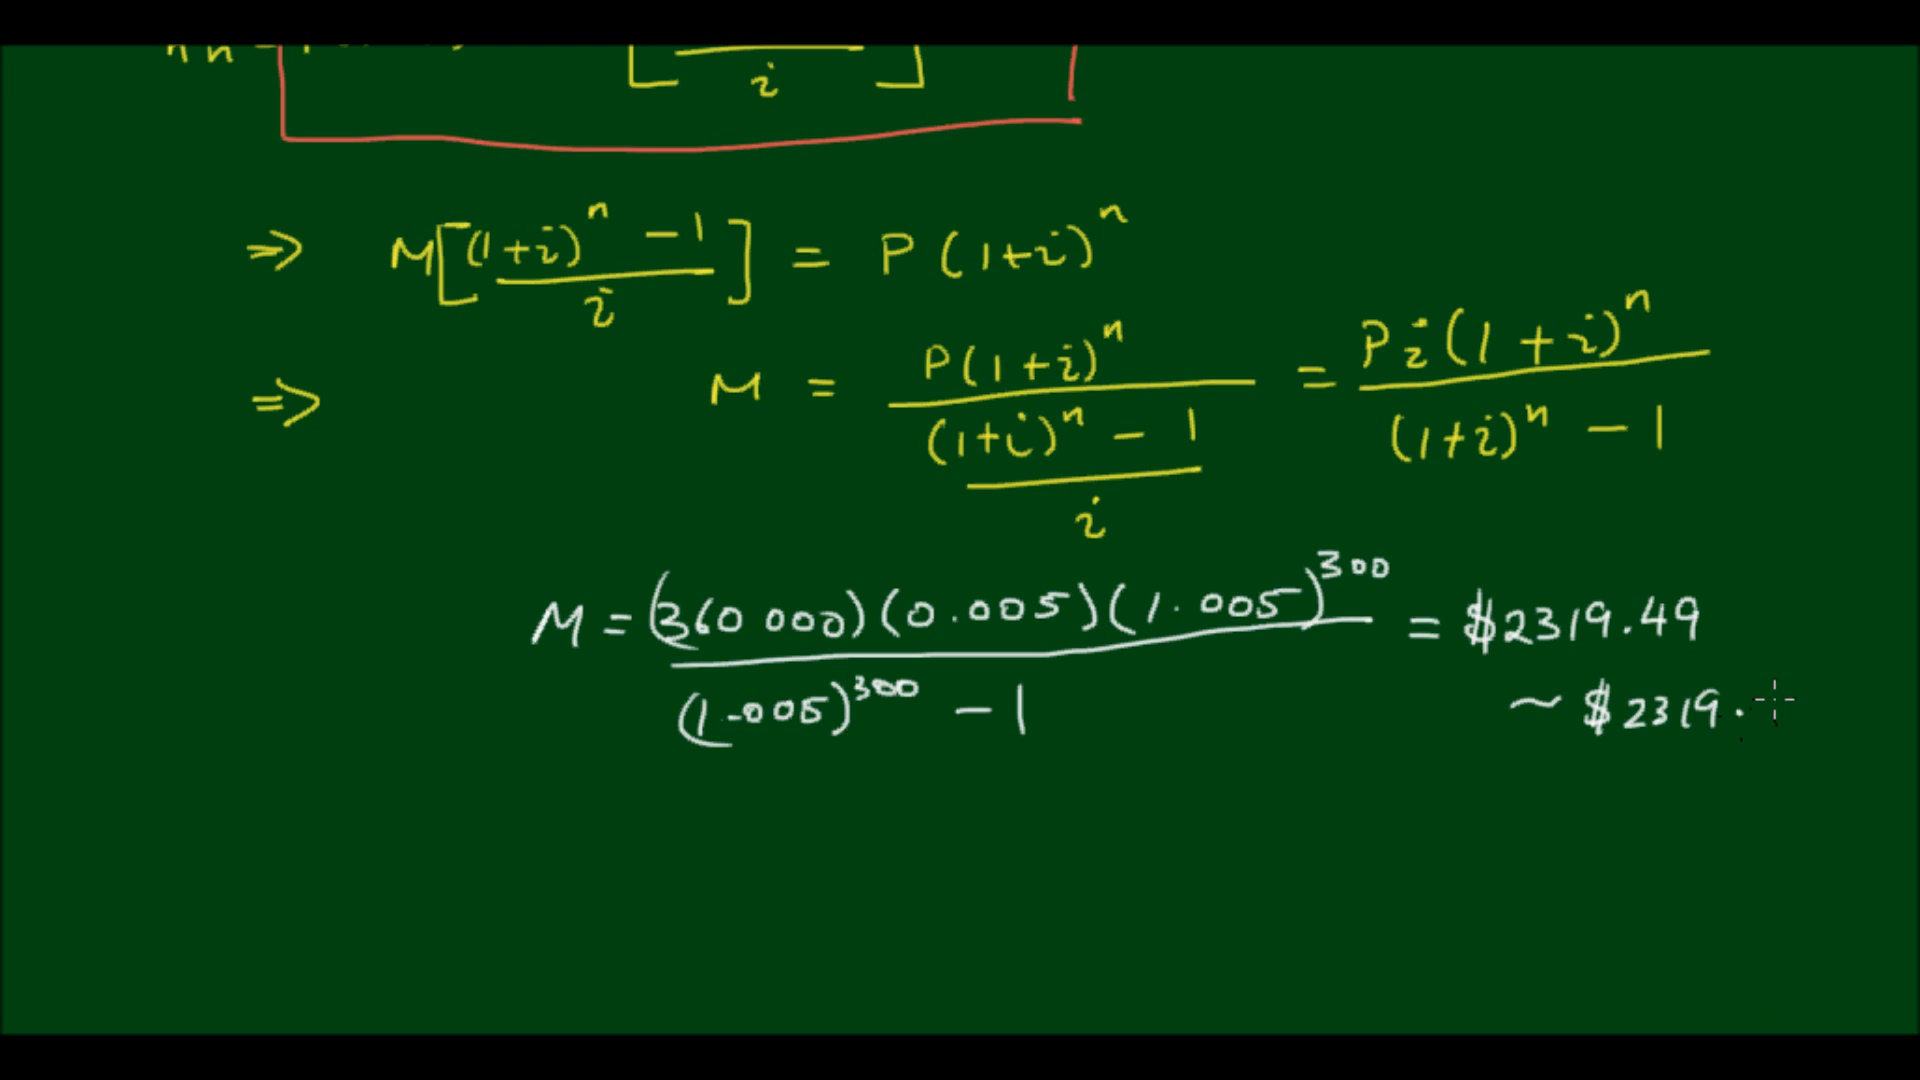 i
⇒ M[((1+i)^n − 1)/i] = P(1+i)^n
⇒ M = P(1+i)^n / (((1+i)^n − 1)/i) = Pi(1+i)^n / ((1+i)^n − 1)
M = (360 000)(0.005)(1.005)^300 / ((1.005)^300 − 1) = $2319.49
~ $2319.